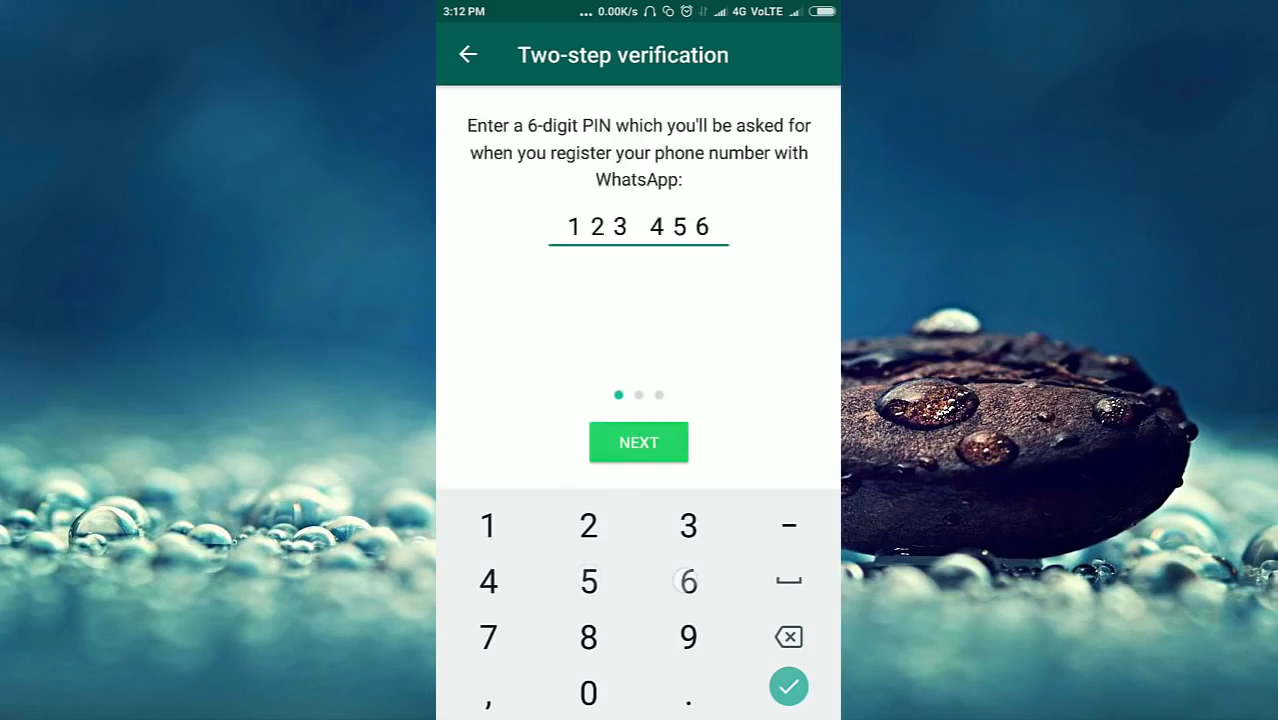 3:12 PM ... 0.00K/s 4G VoLTE
Two-step verification
Enter a 6-digit PIN which you'll be asked for
when you register your phone number with
WhatsApp:
123 456
NEXT
1 2 3 -
4 5 6
7 8 9
, 0 .